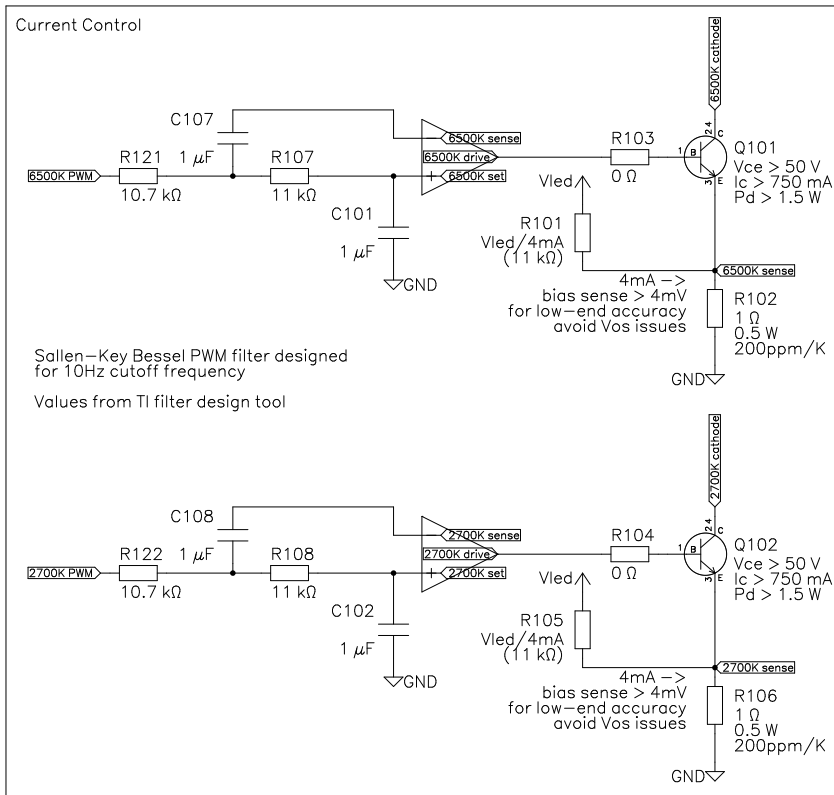 Current Control
6500K cathode
C107
1 µF
R121
10.7 kΩ
R107
11 kΩ
6500K PWM
6500K sense
6500K drive
6500K set
−
+
C101
1 µF
GND
R103
0 Ω
1
B
2 4
C
3
E
Q101
Vce > 50 V
Ic > 750 mA
Pd > 1.5 W
Vled
R101
Vled/4mA
(11 kΩ)
6500K sense
4mA −>
bias sense > 4mV
for low−end accuracy
avoid Vos issues
R102
1 Ω
0.5 W
200ppm/K
GND
Sallen−Key Bessel PWM filter designed
for 10Hz cutoff frequency
Values from TI filter design tool
2700K cathode
C108
1 µF
R122
10.7 kΩ
R108
11 kΩ
2700K PWM
2700K sense
2700K drive
2700K set
−
+
C102
1 µF
GND
R104
0 Ω
1
B
2 4
C
3
E
Q102
Vce > 50 V
Ic > 750 mA
Pd > 1.5 W
Vled
R105
Vled/4mA
(11 kΩ)
2700K sense
4mA −>
bias sense > 4mV
for low−end accuracy
avoid Vos issues
R106
1 Ω
0.5 W
200ppm/K
GND